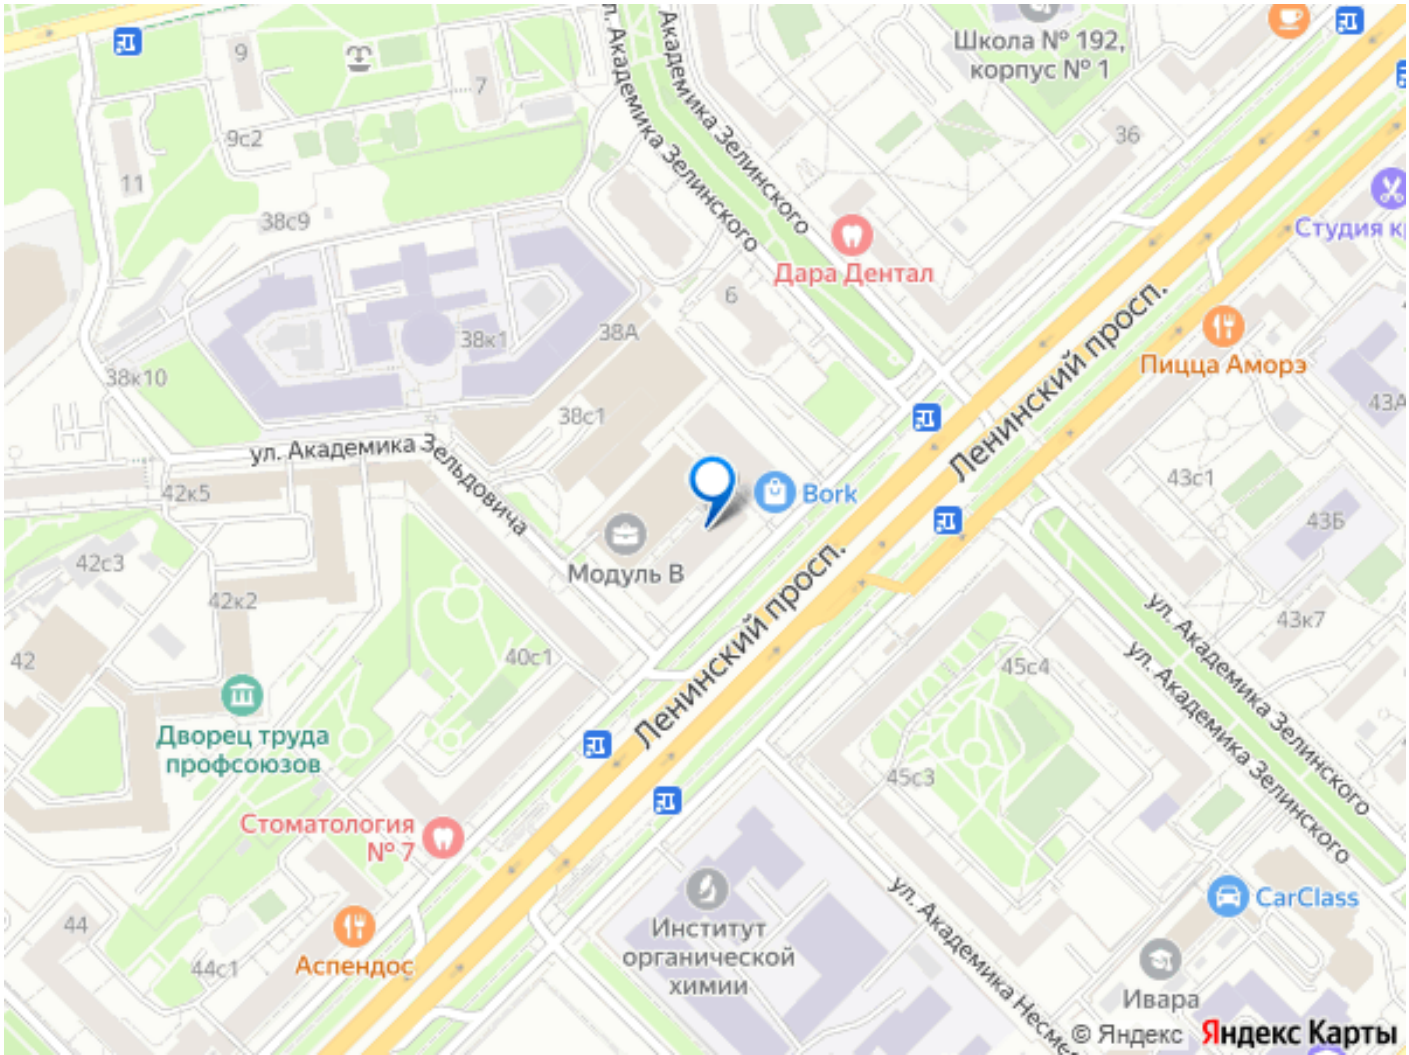 ул. Академика Зелинского
Академика Зелинского
Школа № 192,
корпус № 1
9
7
9с2
36
11
38с9
Дара Дентал
Студия
6
38А
38к1
Ленинский просп.
Пицца Аморэ
38к10
38с1
43А
ул. Академика Зельдовича
42к5
Bork
43с1
43Б
42с3
Модуль В
42к2
Ленинский просп.
ул. Академика Зелинского
43к7
42
40с1
45с4
ул. Академика Зелинского
Дворец труда
профсоюзов
45с3
Стоматология
№ 7
ул. Академика
CarClass
44
Институт
органической
химии
44с1
Аспендос
Ивара
© Яндекс Яндекс Карты